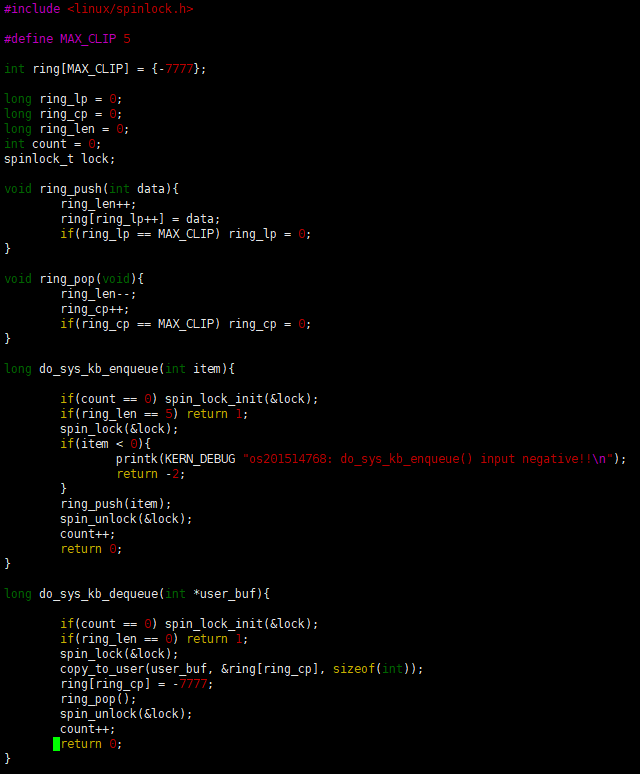 #include <linux/spinlock.h>
#define MAX_CLIP 5
int ring[MAX_CLIP] = {-7777};
long ring_lp = 0;
long ring_cp = 0;
long ring_len = 0;
int count = 0;
spinlock_t lock;
void ring_push(int data){
ring_len++;
ring[ring_lp++] = data;
if(ring_lp == MAX_CLIP) ring_lp = 0;
}
void ring_pop(void){
ring_len--;
ring_cp++;
if(ring_cp == MAX_CLIP) ring_cp = 0;
}
long do_sys_kb_enqueue(int item){
if(count == 0) spin_lock_init(&lock);
if(ring_len == 5) return 1;
spin_lock(&lock);
if(item < 0){
printk(KERN_DEBUG "os201514768: do_sys_kb_enqueue() input negative!!\n");
return -2;
}
ring_push(item);
spin_unlock(&lock);
count++;
return 0;
}
long do_sys_kb_dequeue(int *user_buf){
if(count == 0) spin_lock_init(&lock);
if(ring_len == 0) return 1;
spin_lock(&lock);
copy_to_user(user_buf, &ring[ring_cp], sizeof(int));
ring[ring_cp] = -7777;
ring_pop();
spin_unlock(&lock);
count++;
return 0;
}